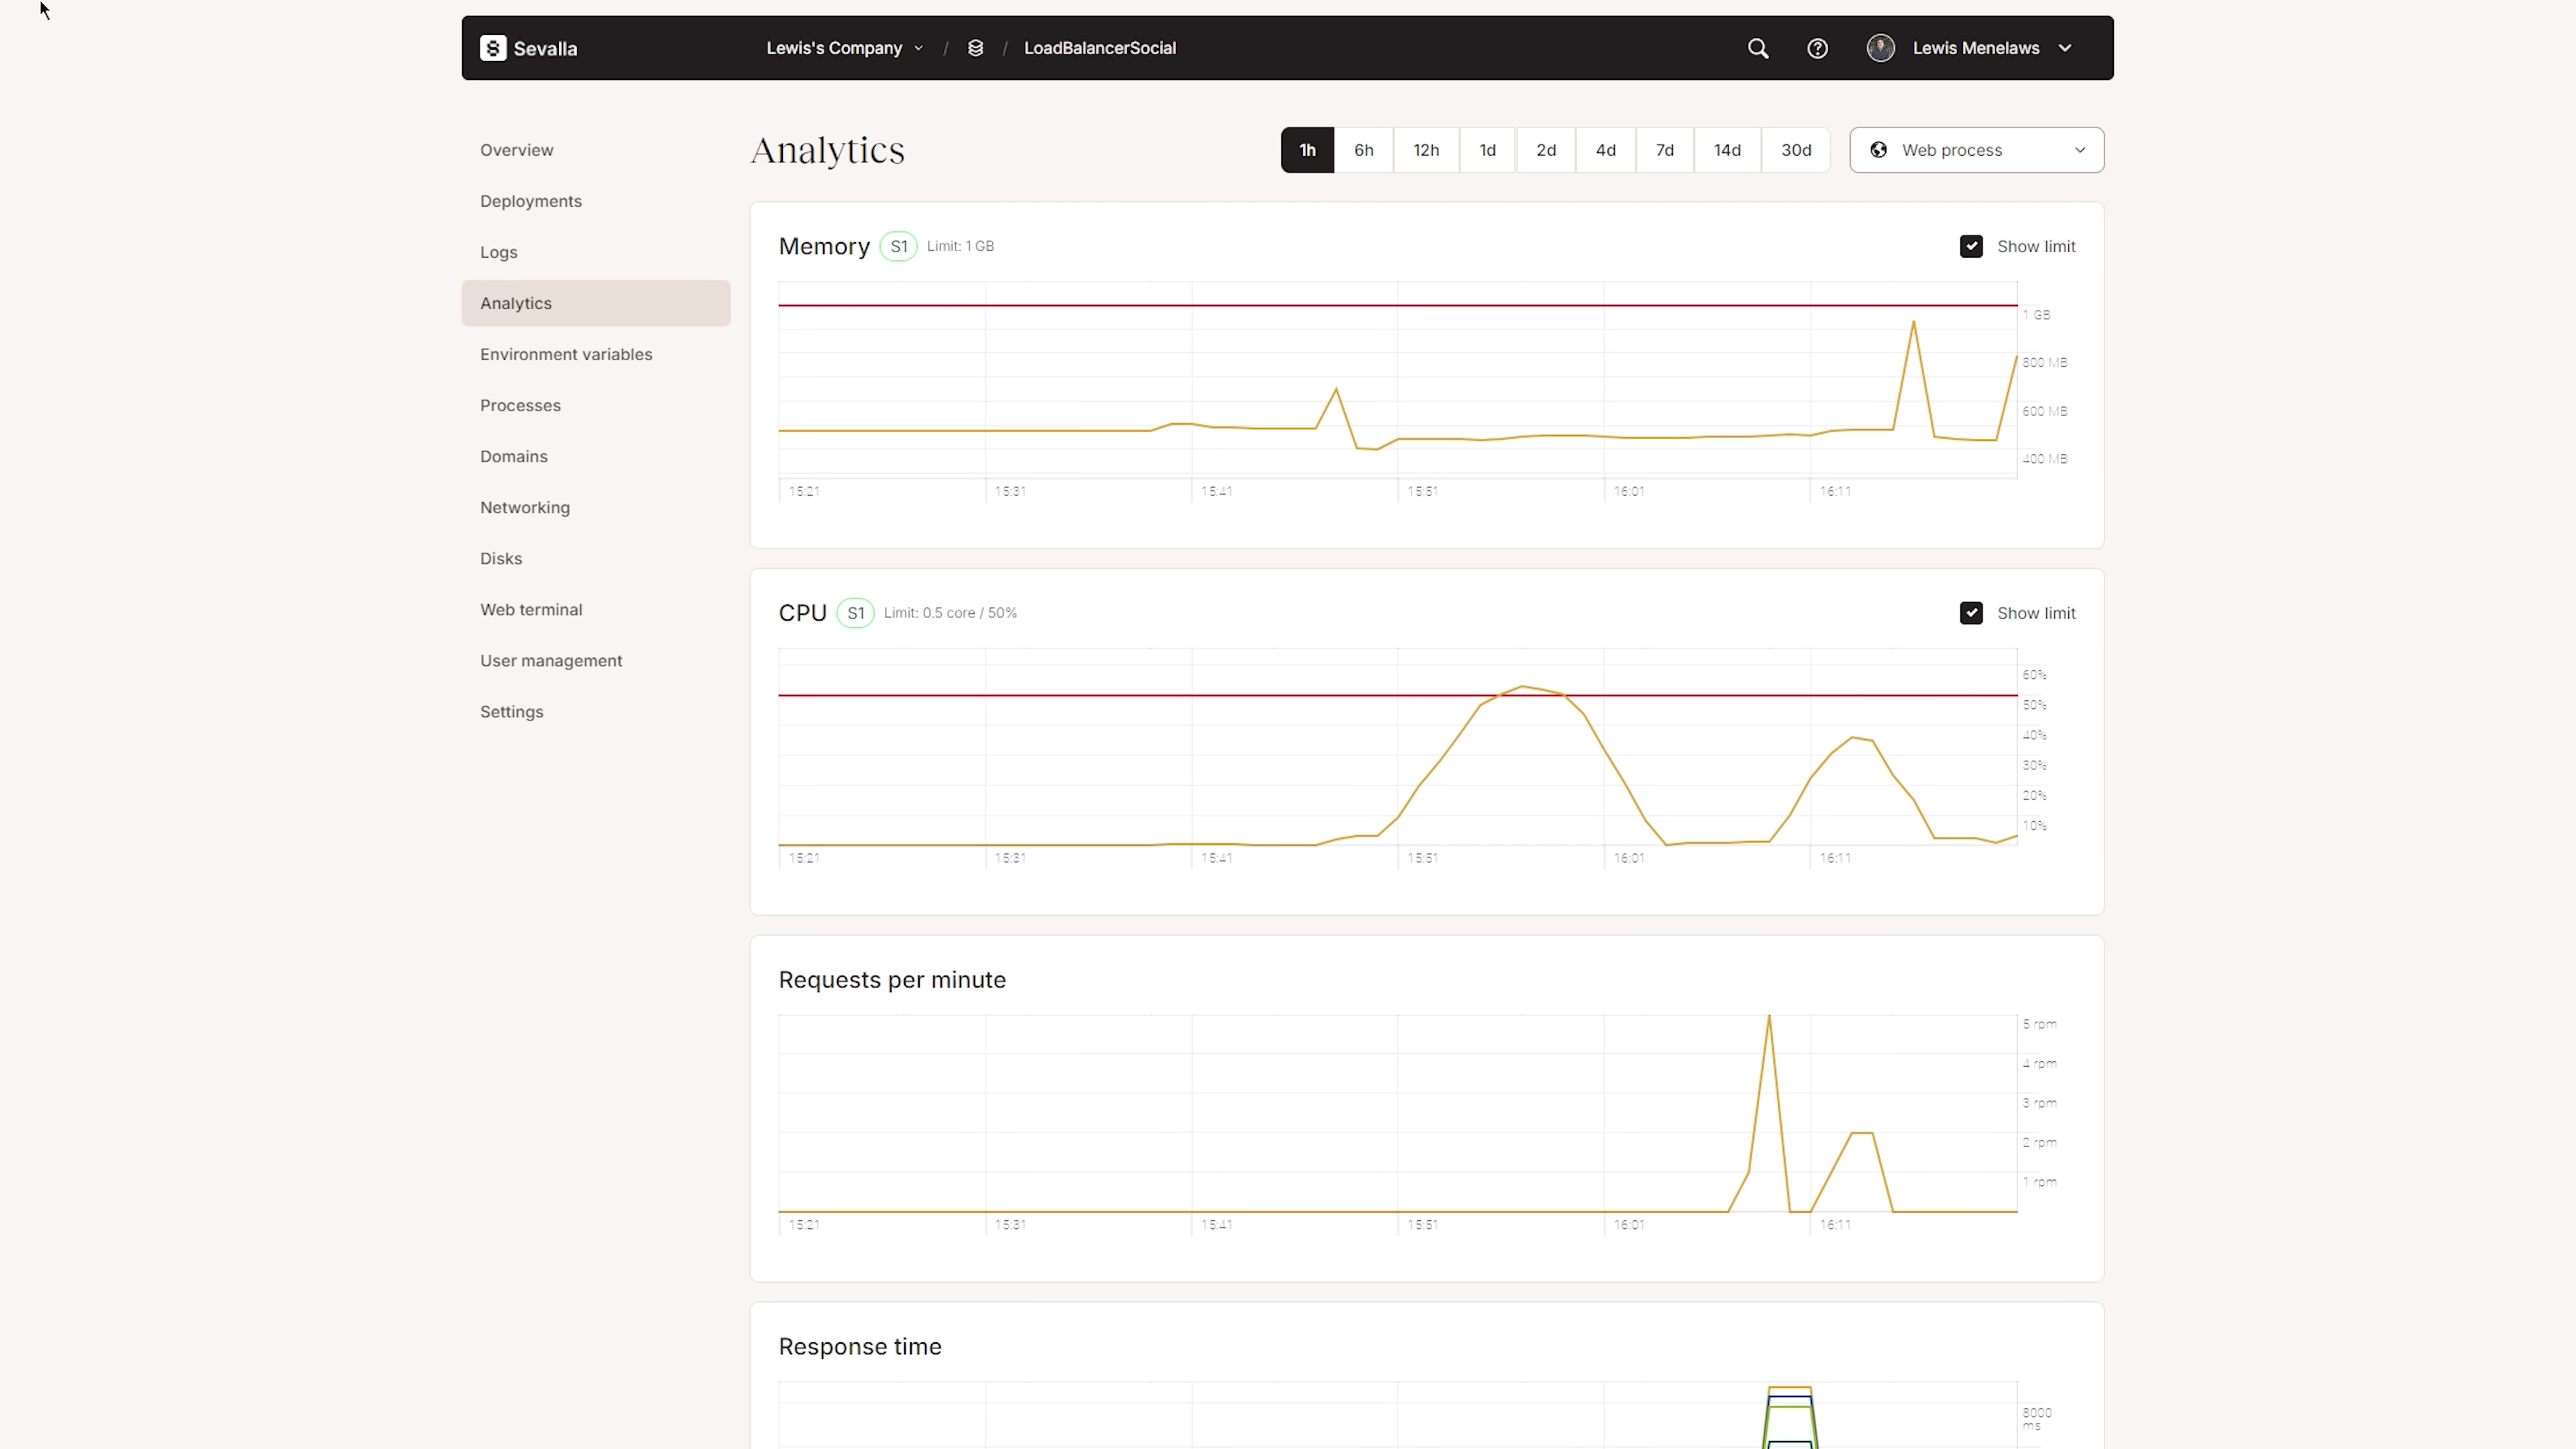 Sevalla
Lewis's Company / / LoadBalancerSocial
Lewis Menelaws
Overview
Deployments
Logs
Analytics
Environment variables
Processes
Domains
Networking
Disks
Web terminal
User management
Settings
Analytics
1h 6h 12h 1d 2d 4d 7d 14d 30d
Web process
Memory S1 Limit: 1 GB
Show limit
1 GB
800 MB
600 MB
400 MB
15:21 15:31 15:41 15:51 16:01 16:11
CPU S1 Limit: 0.5 core / 50%
Show limit
60%
50%
40%
30%
20%
10%
15:21 15:31 15:41 15:51 16:01 16:11
Requests per minute
5 rpm
4 rpm
3 rpm
2 rpm
1 rpm
15:21 15:31 15:41 15:51 16:01 16:11
Response time
8000
ms